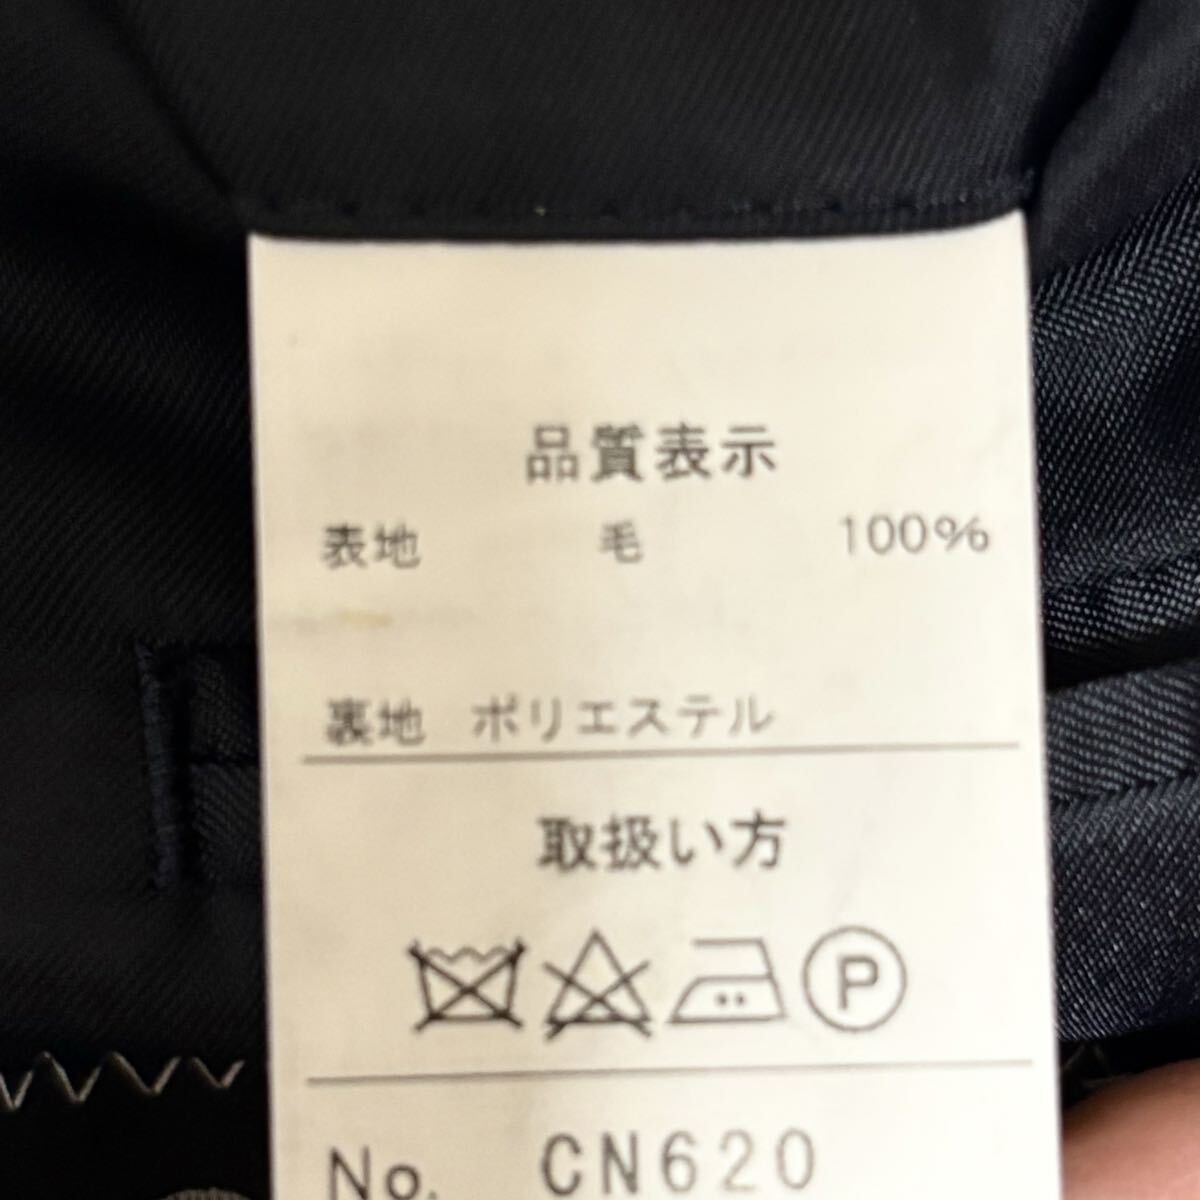 品質表示
表地 毛 100%
裏地 ポリエステル
取扱い方
P
No. CN620